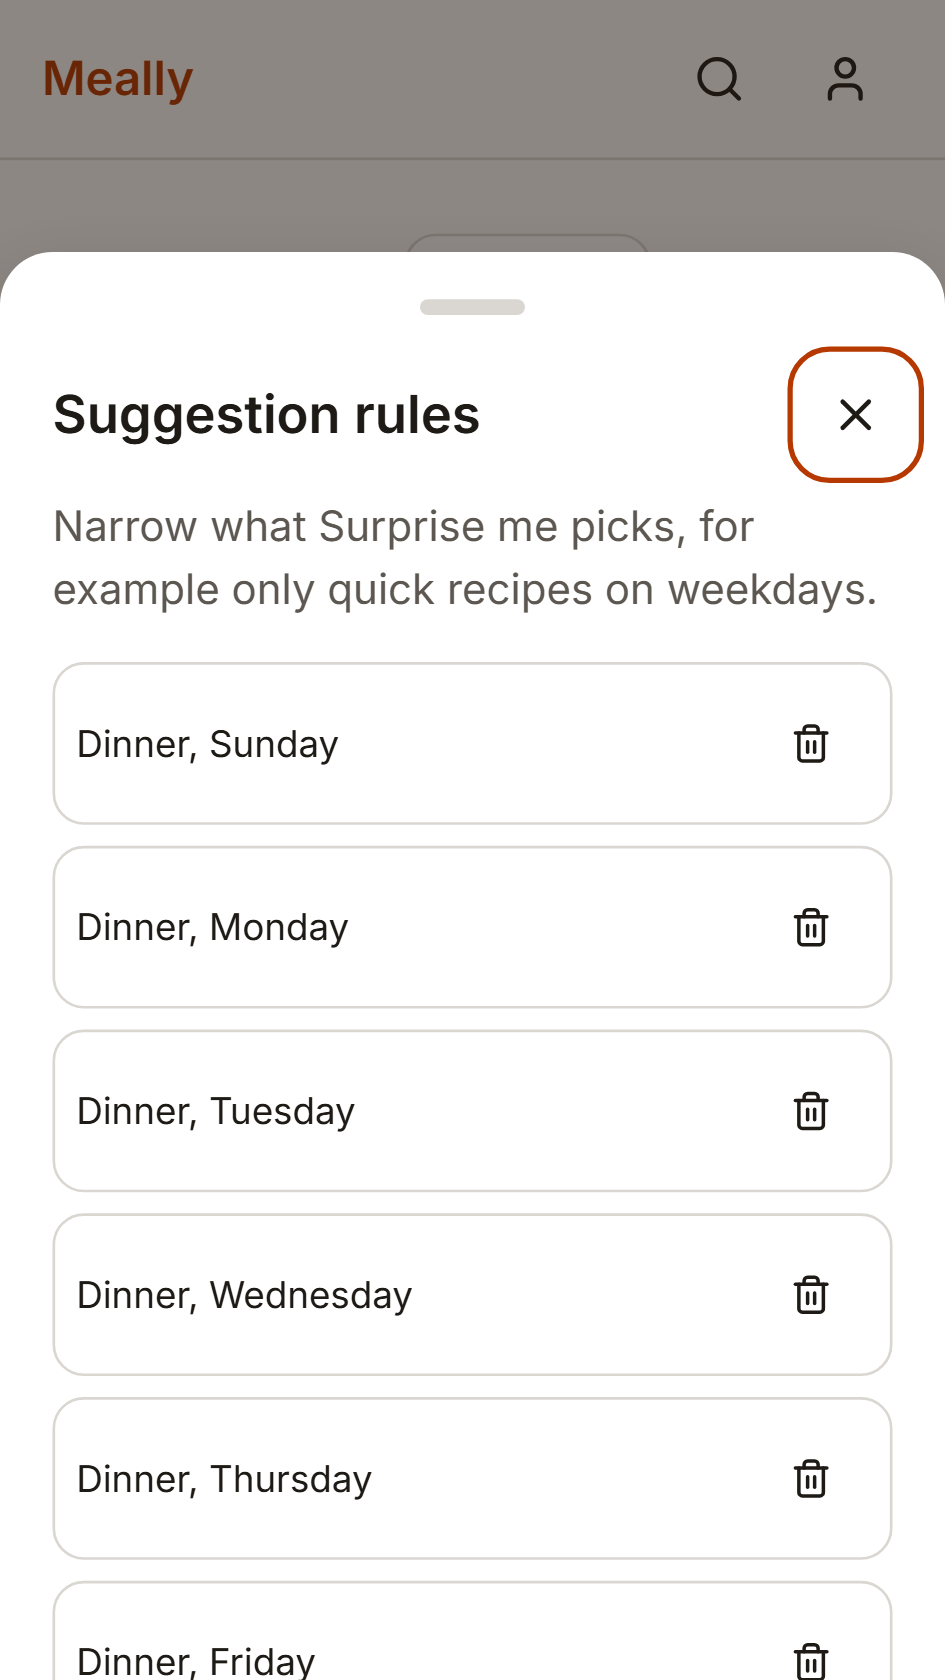 Meally
Suggestion rules
Narrow what Surprise me picks, for
example only quick recipes on weekdays.
Dinner, Sunday
Dinner, Monday
Dinner, Tuesday
Dinner, Wednesday
Dinner, Thursday
Dinner, Friday